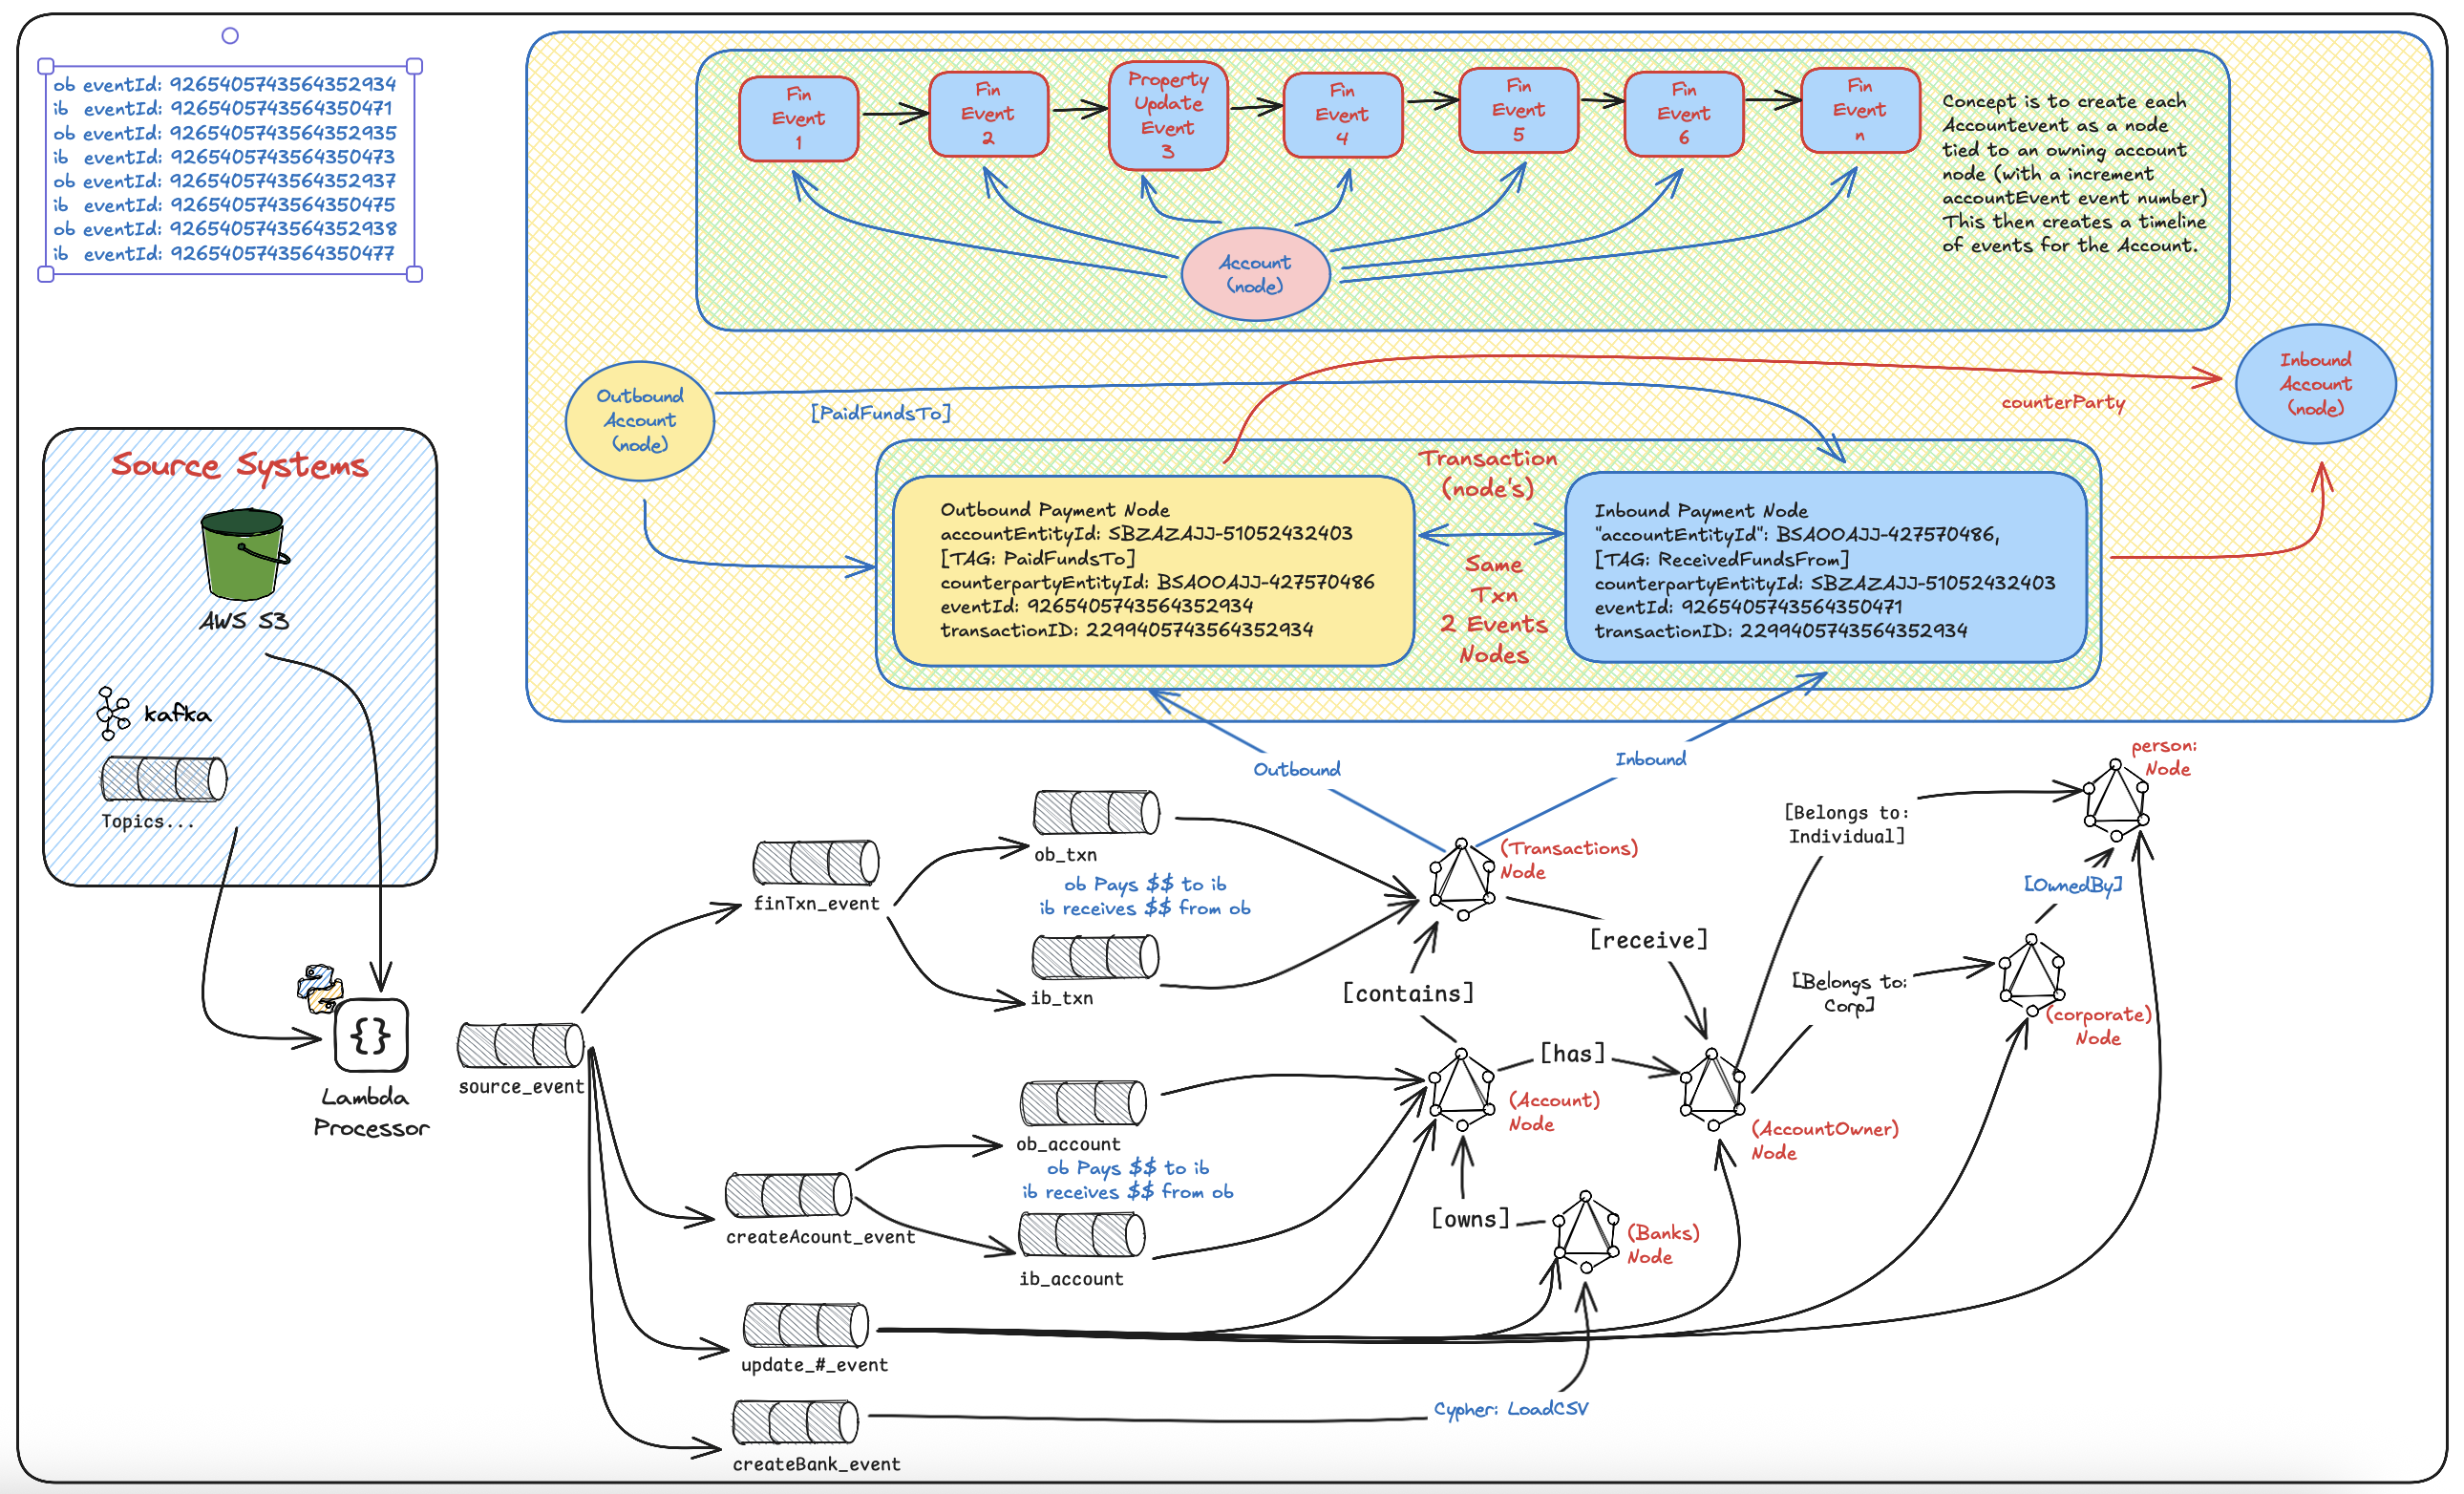 ob eventId: 9265405743564352934
ib eventId: 9265405743564350471
ob eventId: 9265405743564352935
ib eventId: 9265405743564350473
ob eventId: 9265405743564352937
ib eventId: 9265405743564350475
ob eventId: 9265405743564352938
ib eventId: 9265405743564350477
Fin
Event
1
Fin
Event
2
Property
Update
Event
3
Fin
Event
4
Fin
Event
5
Fin
Event
6
Fin
Event
n
Concept is to create each
Accountevent as a node
tied to an owning account
node (with a increment
accountEvent event number)
This then creates a timeline
of events for the Account.
Account
(node)
Outbound
Account
(node)
[PaidFundsTo]
counterParty
Inbound
Account
(node)
Transaction
(node's)
Outbound Payment Node
accountEntityId: SBZAZAJJ-51052432403
[TAG: PaidFundsTo]
counterpartyEntityId: BSAOOAJJ-427570486
eventId: 9265405743564352934
transactionID: 2299405743564352934
Same
Txn
2 Events
Nodes
Inbound Payment Node
"accountEntityId": BSAOOAJJ-427570486,
[TAG: ReceivedFundsFrom]
counterpartyEntityId: SBZAZAJJ-51052432403
eventId: 9265405743564350471
transactionID: 2299405743564352934
Source Systems
AWS S3
kafka
Topics...
{}
Lambda
Processor
source_event
Outbound
Inbound
finTxn_event
ob_txn
ob Pays $$ to ib
ib receives $$ from ob
ib_txn
(Transactions)
Node
[receive]
[contains]
[Belongs to:
Individual]
person:
Node
[OwnedBy]
[Belongs to:
Corp]
(corporate)
Node
[has]
(Account)
Node
(AccountOwner)
Node
ob_account
ob Pays $$ to ib
ib receives $$ from ob
createAcount_event
ib_account
[owns]
(Banks)
Node
update_#_event
Cypher: LoadCSV
createBank_event